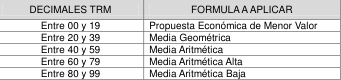 DECIMALES TRM FORMULA A APLICAR
Entre 00 y 19 Propuesta Económica de Menor Valor
Entre 20 y 39 Media Geométrica
Entre 40 y 59 Media Aritmética
Entre 60 y 79 Media Aritmética Alta
Entre 80 y 99 Media Aritmética Baja